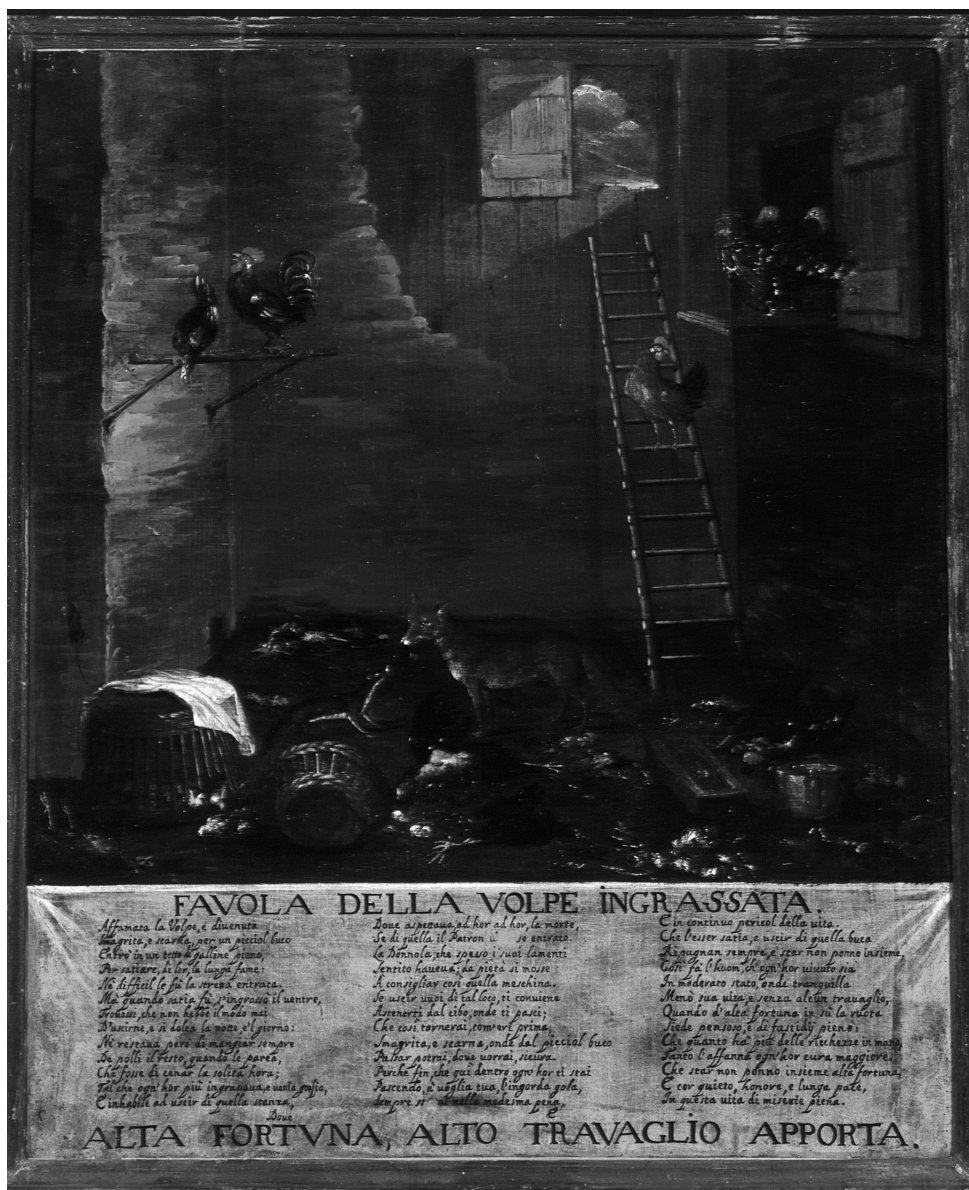 FAVOLA DELLA VOLPE INGRASSATA.
Affamata la Volpe, e diuenuta
Smagrita, e scarna, per un picciol buco
Entrò in un tetto di galline pieno,
Per satiare, di lor, la lunga fame:
Nè difficil le fù la stretta entrata.
Mà quando satia fù, s'ingrossò il uentre,
Trouossi, che non hebbe il modo mai
D'uscirne, e si dolea la notte, e'l giorno:
Nè restaua però di mangiar sempre
De polli il resto, quando le parea,
Che fosse di cenar la solita hora;
Tal che ogn'hor più ingrassaua, e uenia grassa,
E inhabile ad uscir di quella stanza,
Doue
Doue aspettaua, ad hor ad hor, la morte,
Se di quella il Patron ui se entrato.
La Donnola, che spesso i suoi lamenti
Sentito haueua; da pietà si mosse
A consigliar così quella meschina.
Se uscir uuoi di tal loco, ti conuiene
Astenerti dal cibo, onde ti pasci;
Che così tornerai, com'eri prima,
Smagrita, e scarna, onde dal picciol buco
Passar potrai, doue uorrai, sicura.
Perche fin, che qui dentro ogn'hor ti stai
Pascendo, à uoglia tua, l'ingorda gola,
Sempre nella medesma pena,
E
E in continuo pericol della uita.
Che l'esser satia, e uscir di quella buca
Ripugnan sempre, e star non ponno insieme,
Così fà l'huom, ch'ogn'hor uiuuto sia
In moderato stato, onde tranquilla
Menò sua uita, e senza alcun trauaglio;
Quando d'alta fortuna in sù la ruota
Siede pensoso, e di fastidij pieno:
Che quanto hà più delle richezze in mano,
Tanto l'affanna ogn'hor cura maggiore:
Che star non ponno insieme alta fortuna,
E cor quieto, honore, e lunga pace,
In questa uita di miserie piena.
ALTA FORTVNA, ALTO TRAVAGLIO APPORTA.